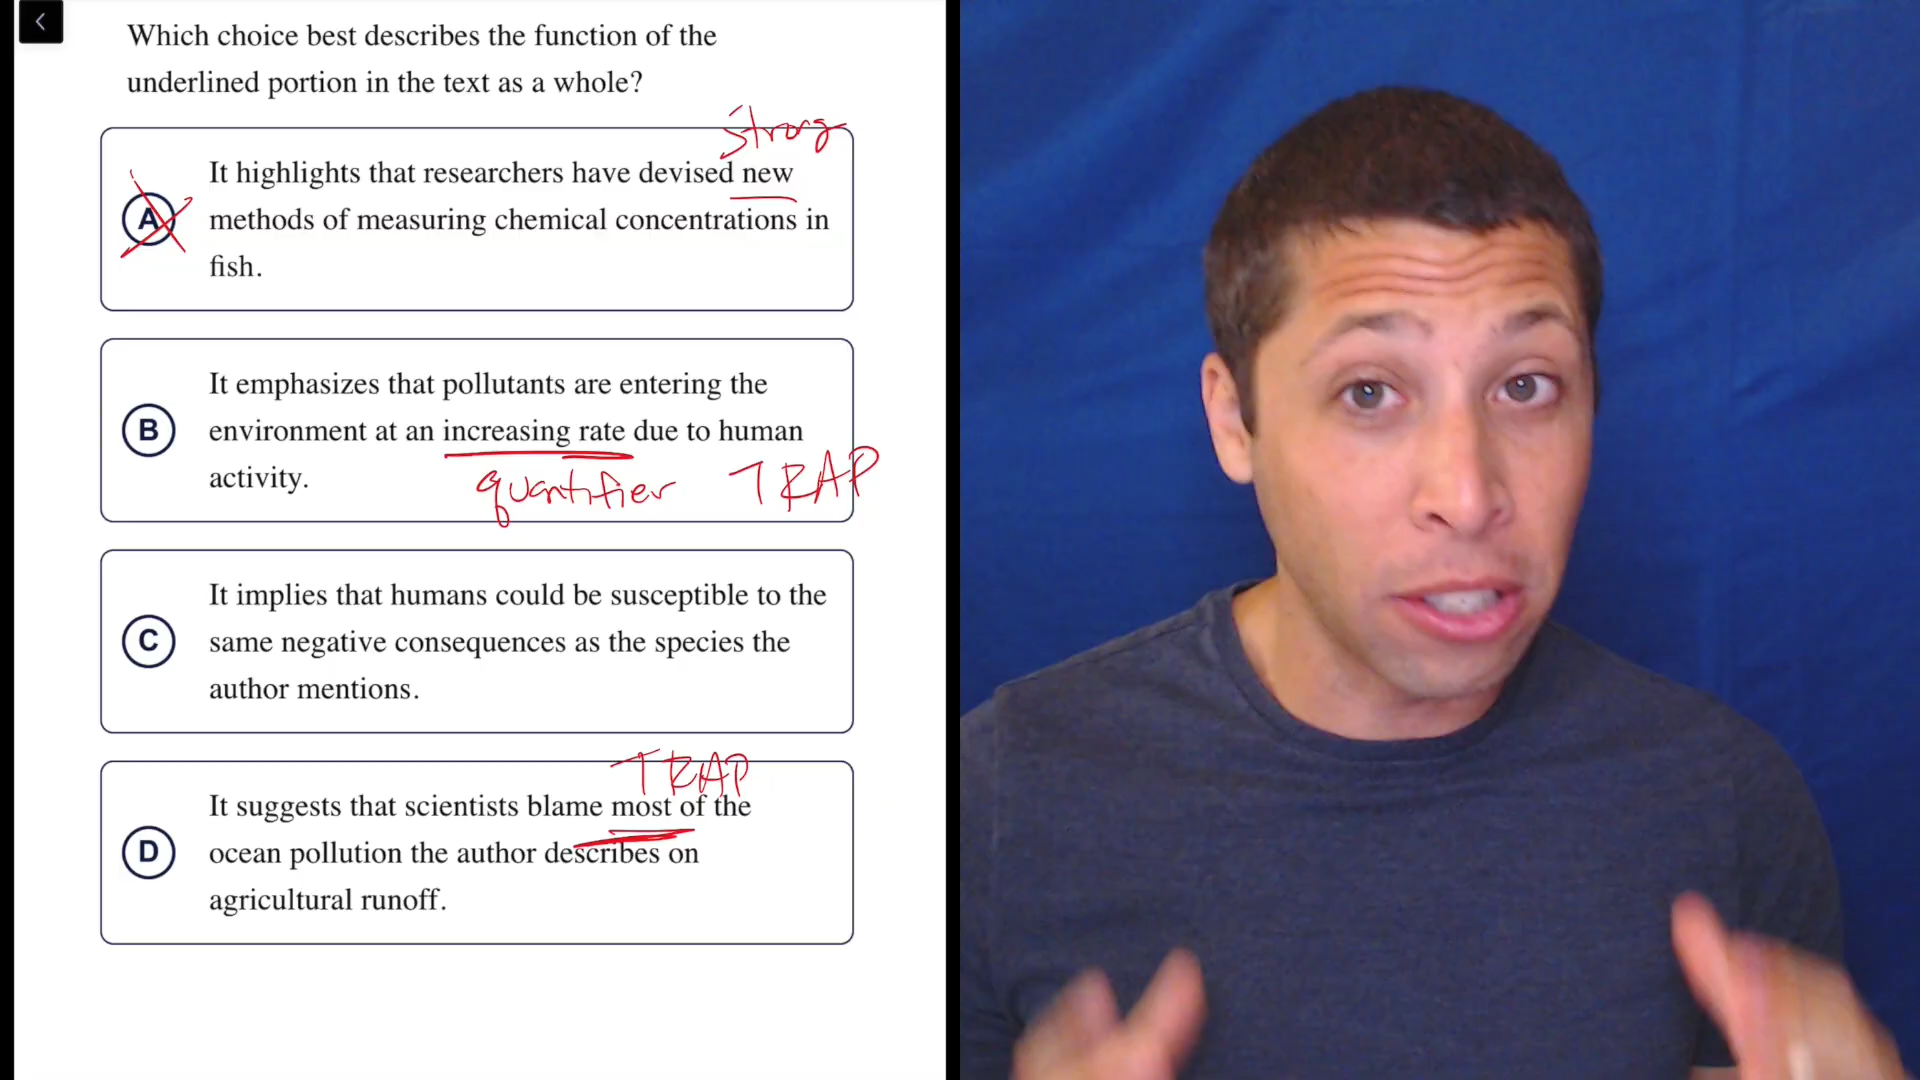 Which choice best describes the function of the
underlined portion in the text as a whole?
strong
A
It highlights that researchers have devised new
methods of measuring chemical concentrations in
fish.
B
It emphasizes that pollutants are entering the
environment at an increasing rate due to human
activity.
quantifier TRAP
C
It implies that humans could be susceptible to the
same negative consequences as the species the
author mentions.
TRAP
D
It suggests that scientists blame most of the
ocean pollution the author describes on
agricultural runoff.